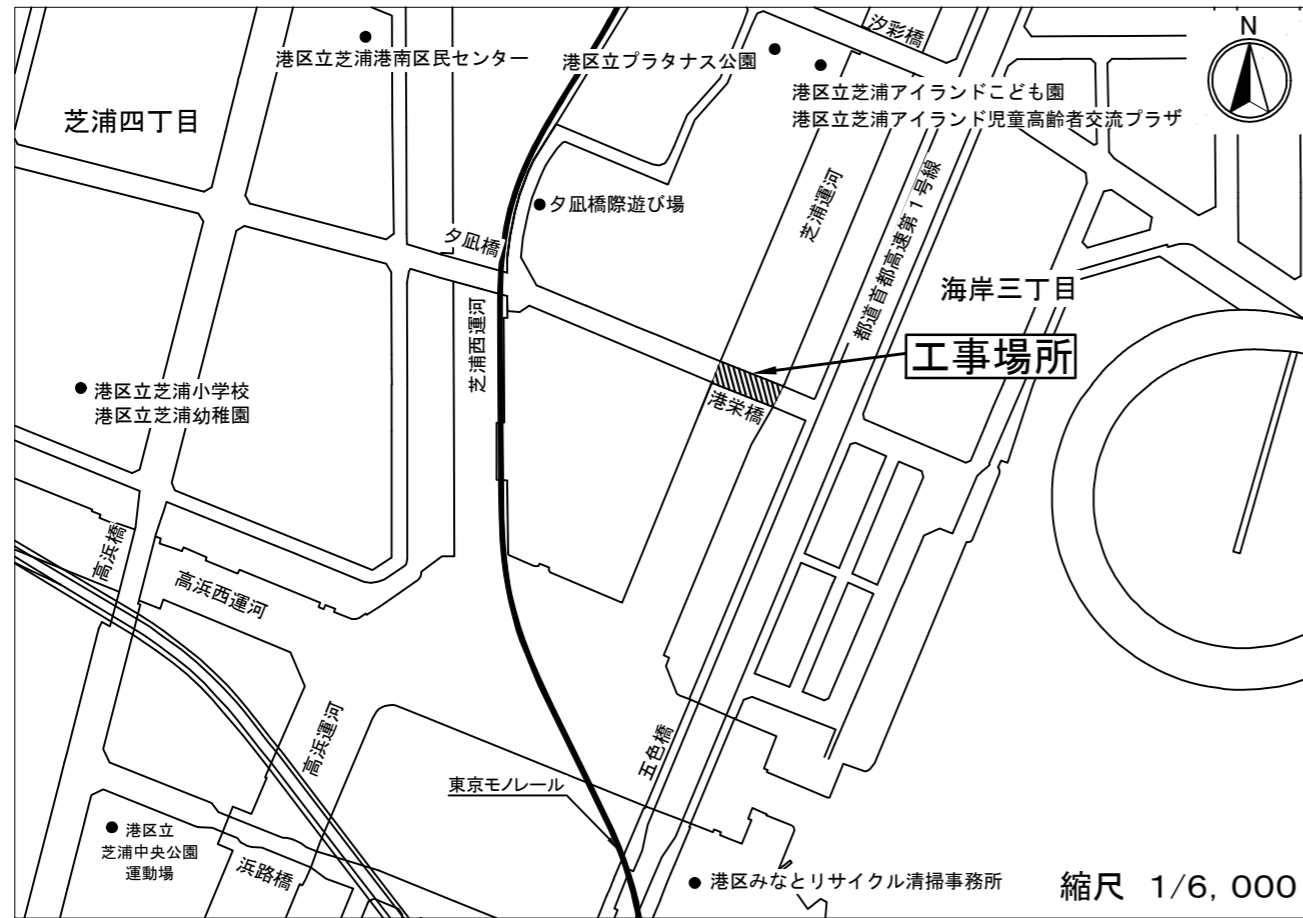 汐彩橋
N
港区立芝浦港南区民センター
港区立プラタナス公園
港区立芝浦アイランドこども園
港区立芝浦アイランド児童高齢者交流プラザ
芝浦四丁目
夕凪橋際遊び場
芝浦運河
都道首都高速第1号線
夕凪橋
海岸三丁目
芝浦西運河
工事場所
港区立芝浦小学校
港区立芝浦幼稚園
港栄橋
高浜橋
高浜西運河
高浜運河
五色橋
東京モノレール
港区立
芝浦中央公園
運動場
浜路橋
港区みなとリサイクル清掃事務所
縮尺 1/6,000